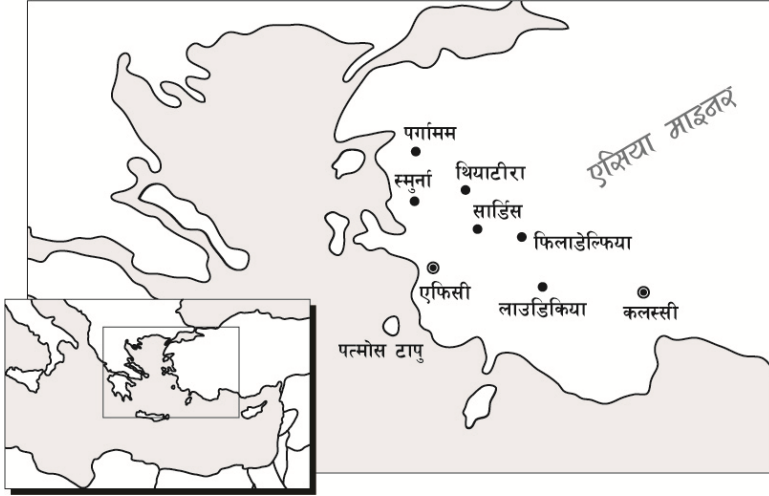 एसिया माइनर
पर्गामम
थियाटीरा
स्मुर्ना
सार्डिस
फिलाडेल्फिया
एफिसी
लाउडिकिया
कलस्सी
पत्मोस टापु